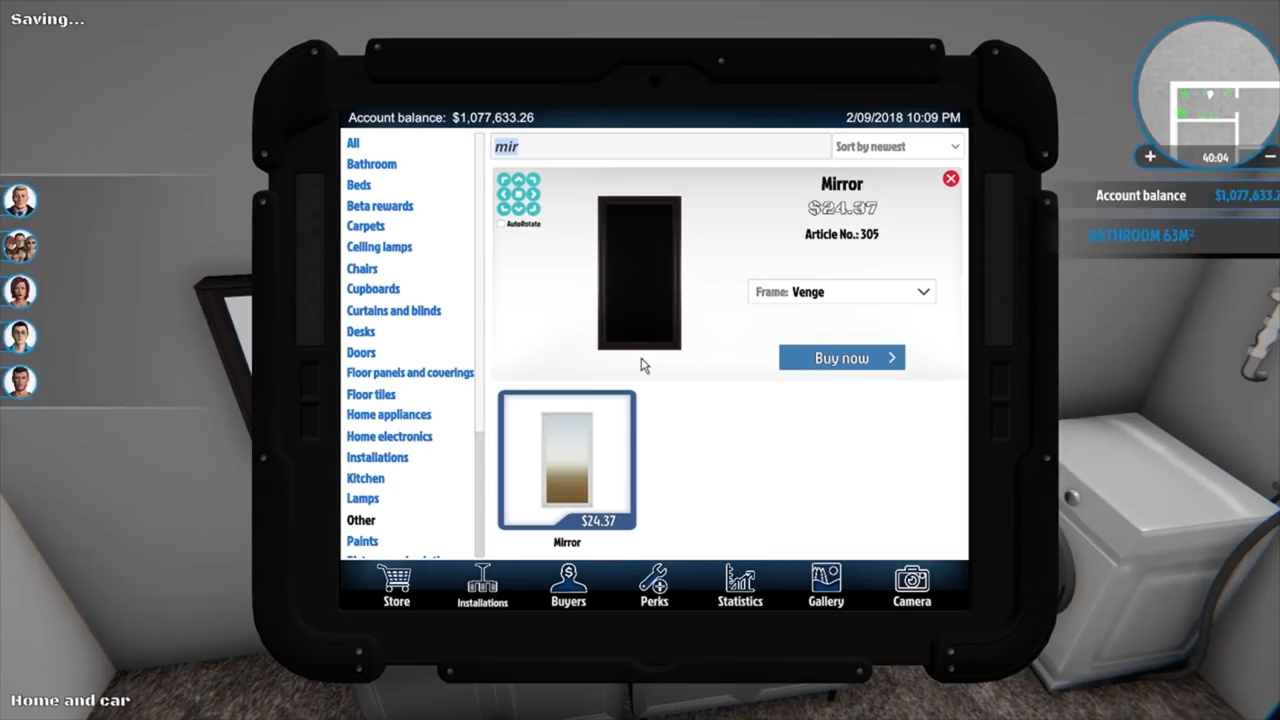 Saving...
Account balance: $1,077,633.26
2/09/2018 10:09 PM
All
Bathroom
Beds
Beta rewards
Carpets
Ceiling lamps
Chairs
Cupboards
Curtains and blinds
Desks
Doors
Floor panels and coverings
Floor tiles
Home appliances
Home electronics
Installations
Kitchen
Lamps
Other
Paints
mir
Sort by newest
AutoRotate
Mirror
$24.37
Article No.: 305
Frame: Venge
Buy now
$24.37
Mirror
Store
Installations
Buyers
Perks
Statistics
Gallery
Camera
40:04
Account balance
BATHROOM 63M²
Home and car